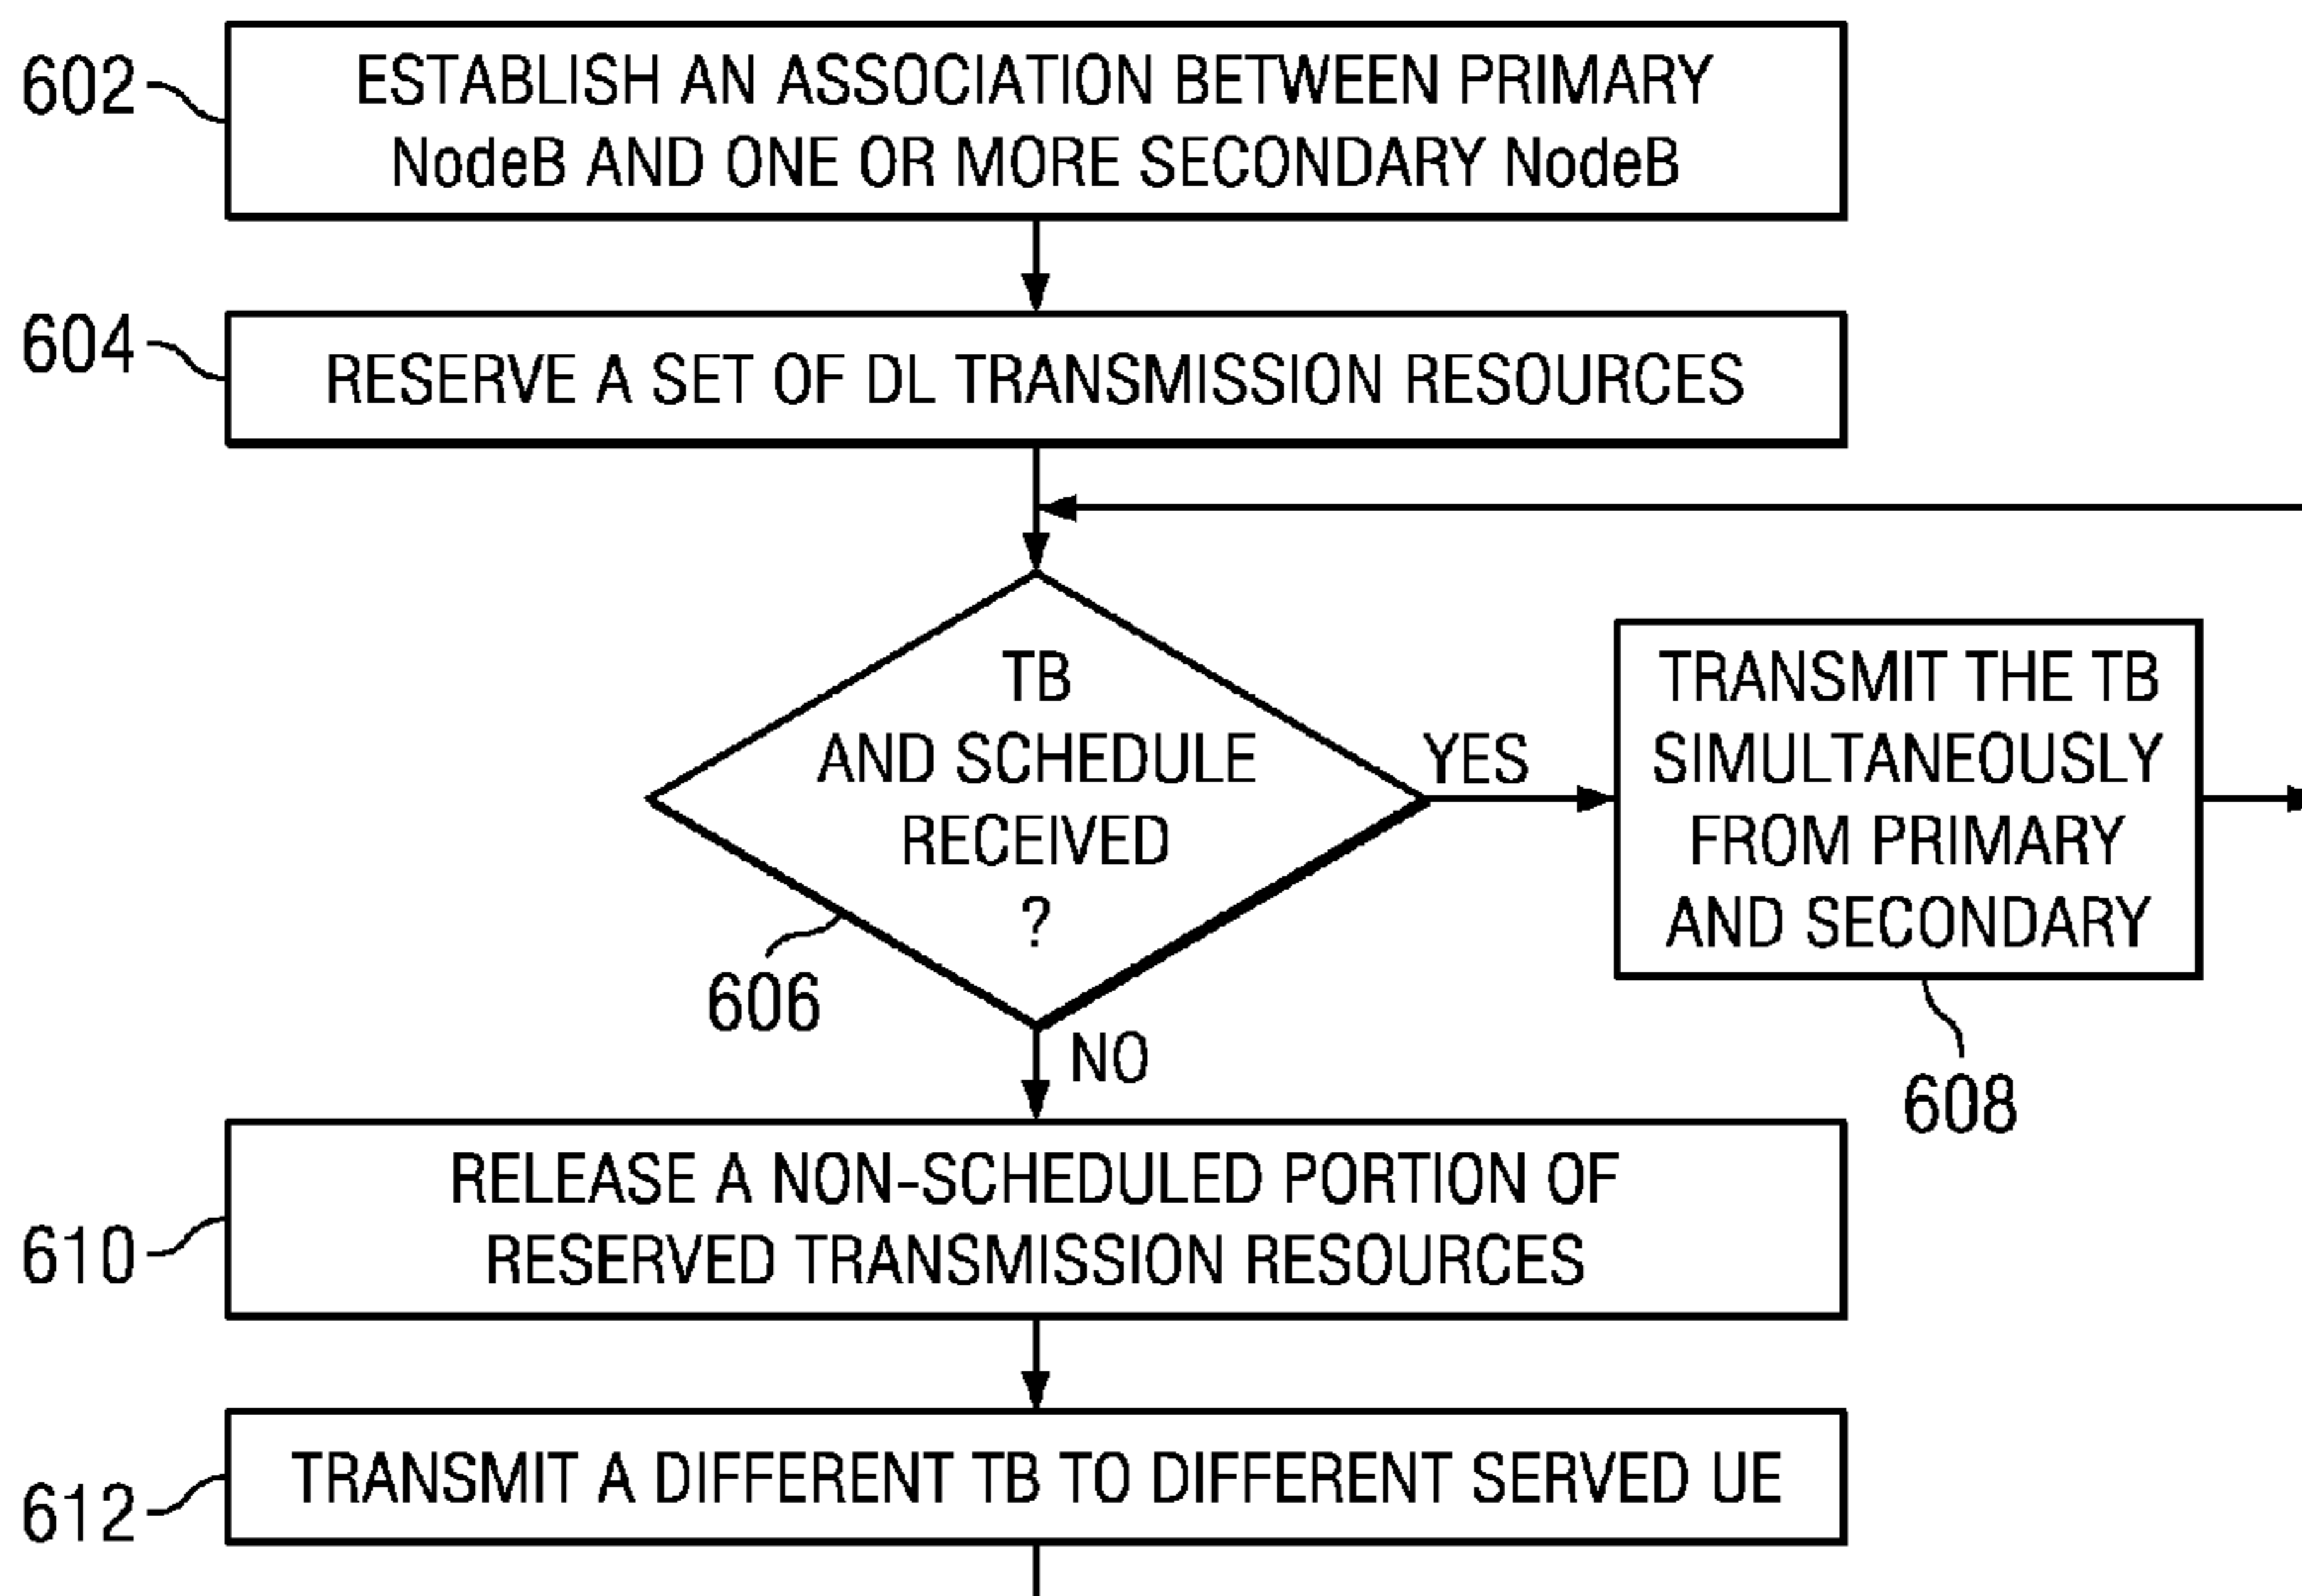 602
ESTABLISH AN ASSOCIATION BETWEEN PRIMARY
NodeB AND ONE OR MORE SECONDARY NodeB
604
RESERVE A SET OF DL TRANSMISSION RESOURCES
TB
AND SCHEDULE
RECEIVED
?
606
YES
TRANSMIT THE TB
SIMULTANEOUSLY
FROM PRIMARY
AND SECONDARY
608
NO
610
RELEASE A NON-SCHEDULED PORTION OF
RESERVED TRANSMISSION RESOURCES
612
TRANSMIT A DIFFERENT TB TO DIFFERENT SERVED UE